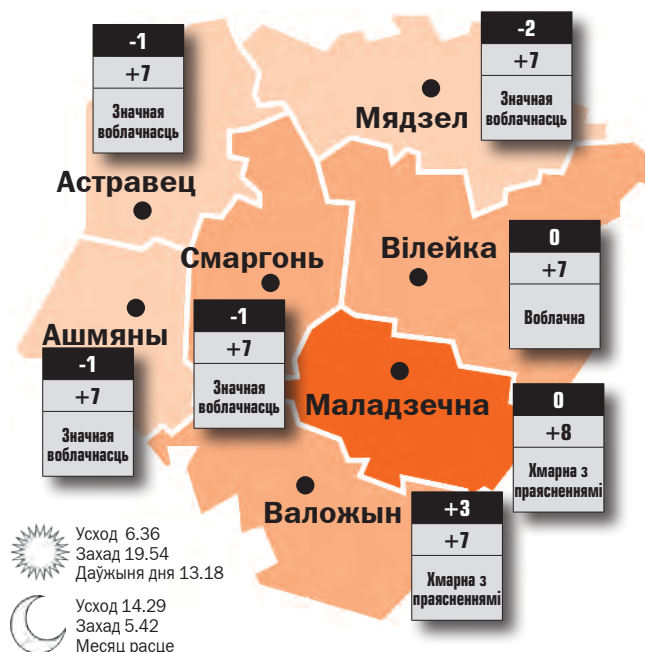 -1
+7
Значная
воблачнасць
Астравец
-2
+7
Значная
воблачнасць
Мядзел
Смаргонь
-1
+7
Значная
воблачнасць
Вілейка
0
+7
Воблачна
Ашмяны
-1
+7
Значная
воблачнасць
Маладзечна
0
+8
Хмарна з
праясненнямі
Валожын
+3
+7
Хмарна з
праясненнямі
Усход 6.36
Захад 19.54
Даўжыня дня 13.18
Усход 14.29
Захад 5.42
Месяц расце